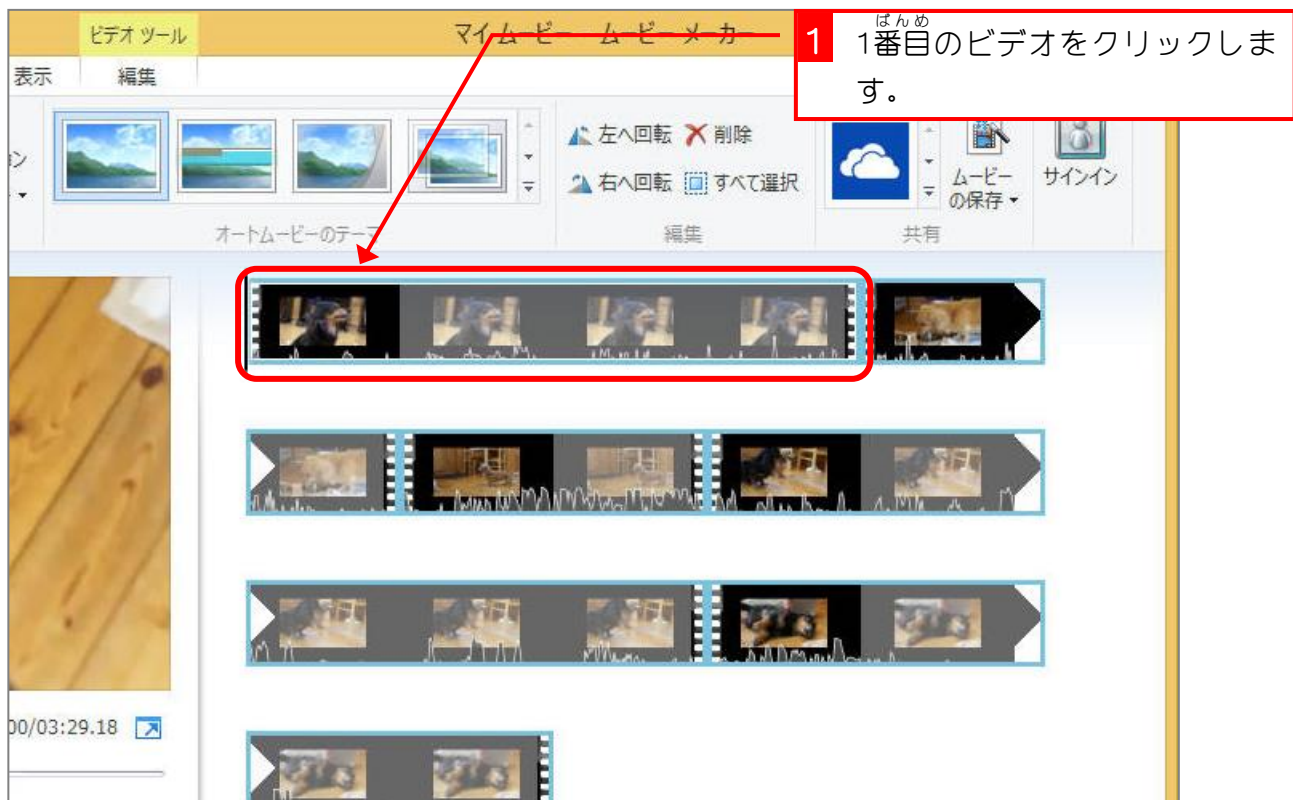 ビデオ ツール
マイ ムービー - ムービー メーカー
1
ばんめ
1番目のビデオをクリックしま
す。
表示
編集
ン
左へ回転
削除
右へ回転
すべて選択
ムービー
の保存
サインイン
オートムービーのテーマ
編集
共有
00/03:29.18